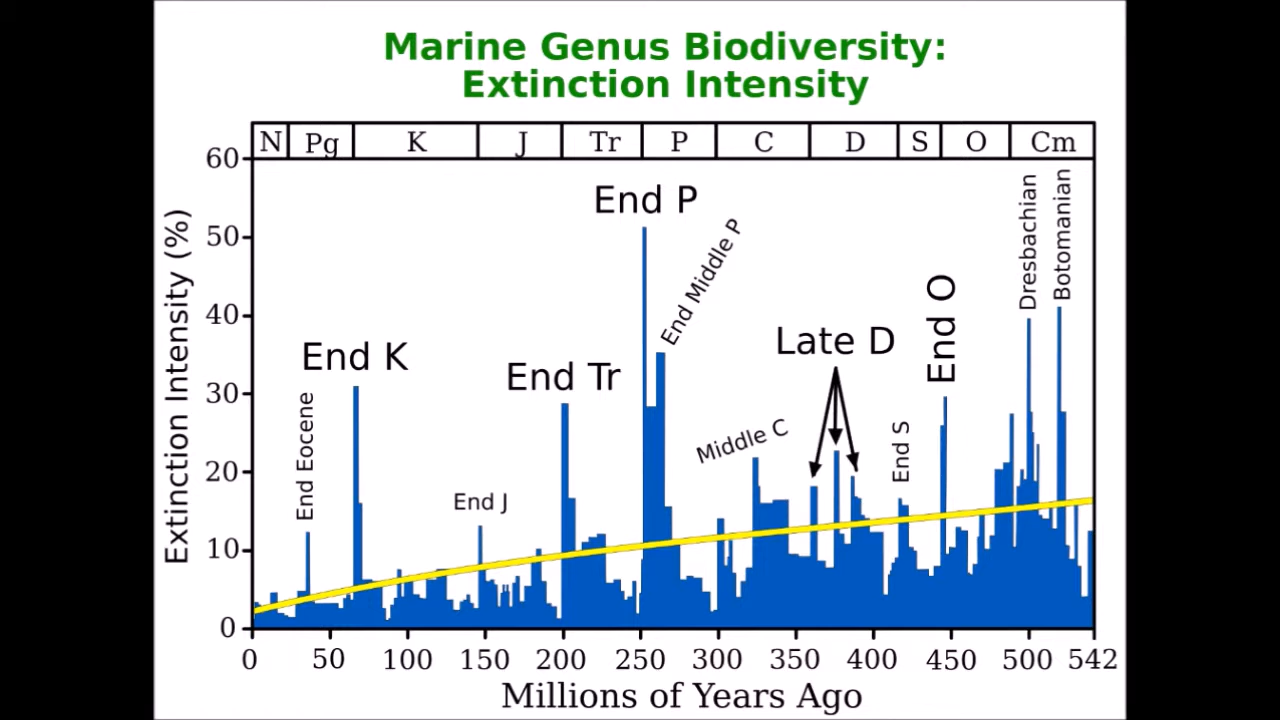 Marine Genus Biodiversity:
Extinction Intensity
N Pg K J Tr P C D S O Cm
60
50
40
30
20
10
0
Extinction Intensity (%)
End P
End Middle P
Dresbachian
Botomanian
End O
Late D
End K
End Tr
End Eocene
Middle C
End S
End J
0 50 100 150 200 250 300 350 400 450 500 542
Millions of Years Ago